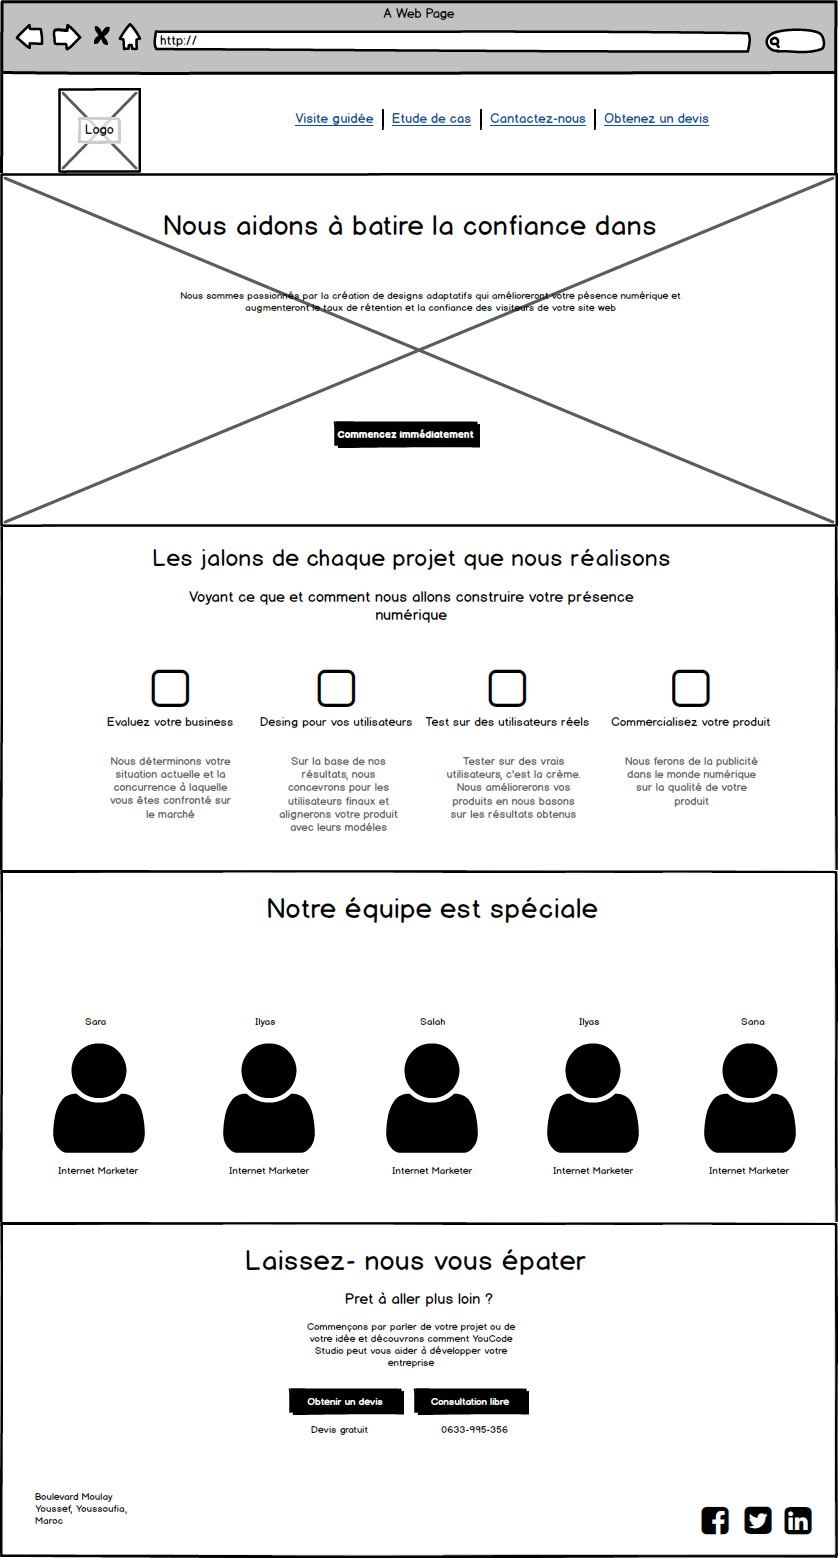 A Web Page
http://
Logo
Visite guidée
Etude de cas
Contactez-nous
Obtenez un devis
Nous aidons à batire la confiance dans
Nous sommes passionnés par la création de designs adaptatifs qui amélioreront votre pésence numérique et
augmenteront le taux de rétention et la confiance des visiteurs de votre site web
Commencez immédiatement
Les jalons de chaque projet que nous réalisons
Voyant ce que et comment nous allons construire votre présence
numérique
Evaluez votre business
Nous déterminons votre
situation actuelle et la
concurrence à laquelle
vous êtes confronté sur
le marché
Desing pour vos utilisateurs
Sur la base de nos
résultats, nous
concevrons pour les
utilisateurs finaux et
alignerons votre produit
avec leurs modéles
Test sur des utilisateurs réels
Tester sur des vrais
utilisateurs, c'est la crème.
Nous améliorerons vos
produits en nous basons
sur les résultats obtenus
Commercialisez votre produit
Nous ferons de la publicité
dans le monde numérique
sur la qualité de votre
produit
Notre équipe est spéciale
Sara
Ilyas
Salah
Ilyas
Sana
Internet Marketer
Internet Marketer
Internet Marketer
Internet Marketer
Internet Marketer
Laissez- nous vous épater
Pret à aller plus loin ?
Commençons par parler de votre projet ou de
votre idée et découvrons comment YouCode
Studio peut vous aider à développer votre
entreprise
Obtenir un devis
Consultation libre
Devis gratuit
0633-995-356
Boulevard Moulay
Youssef, Youssoufia,
Maroc